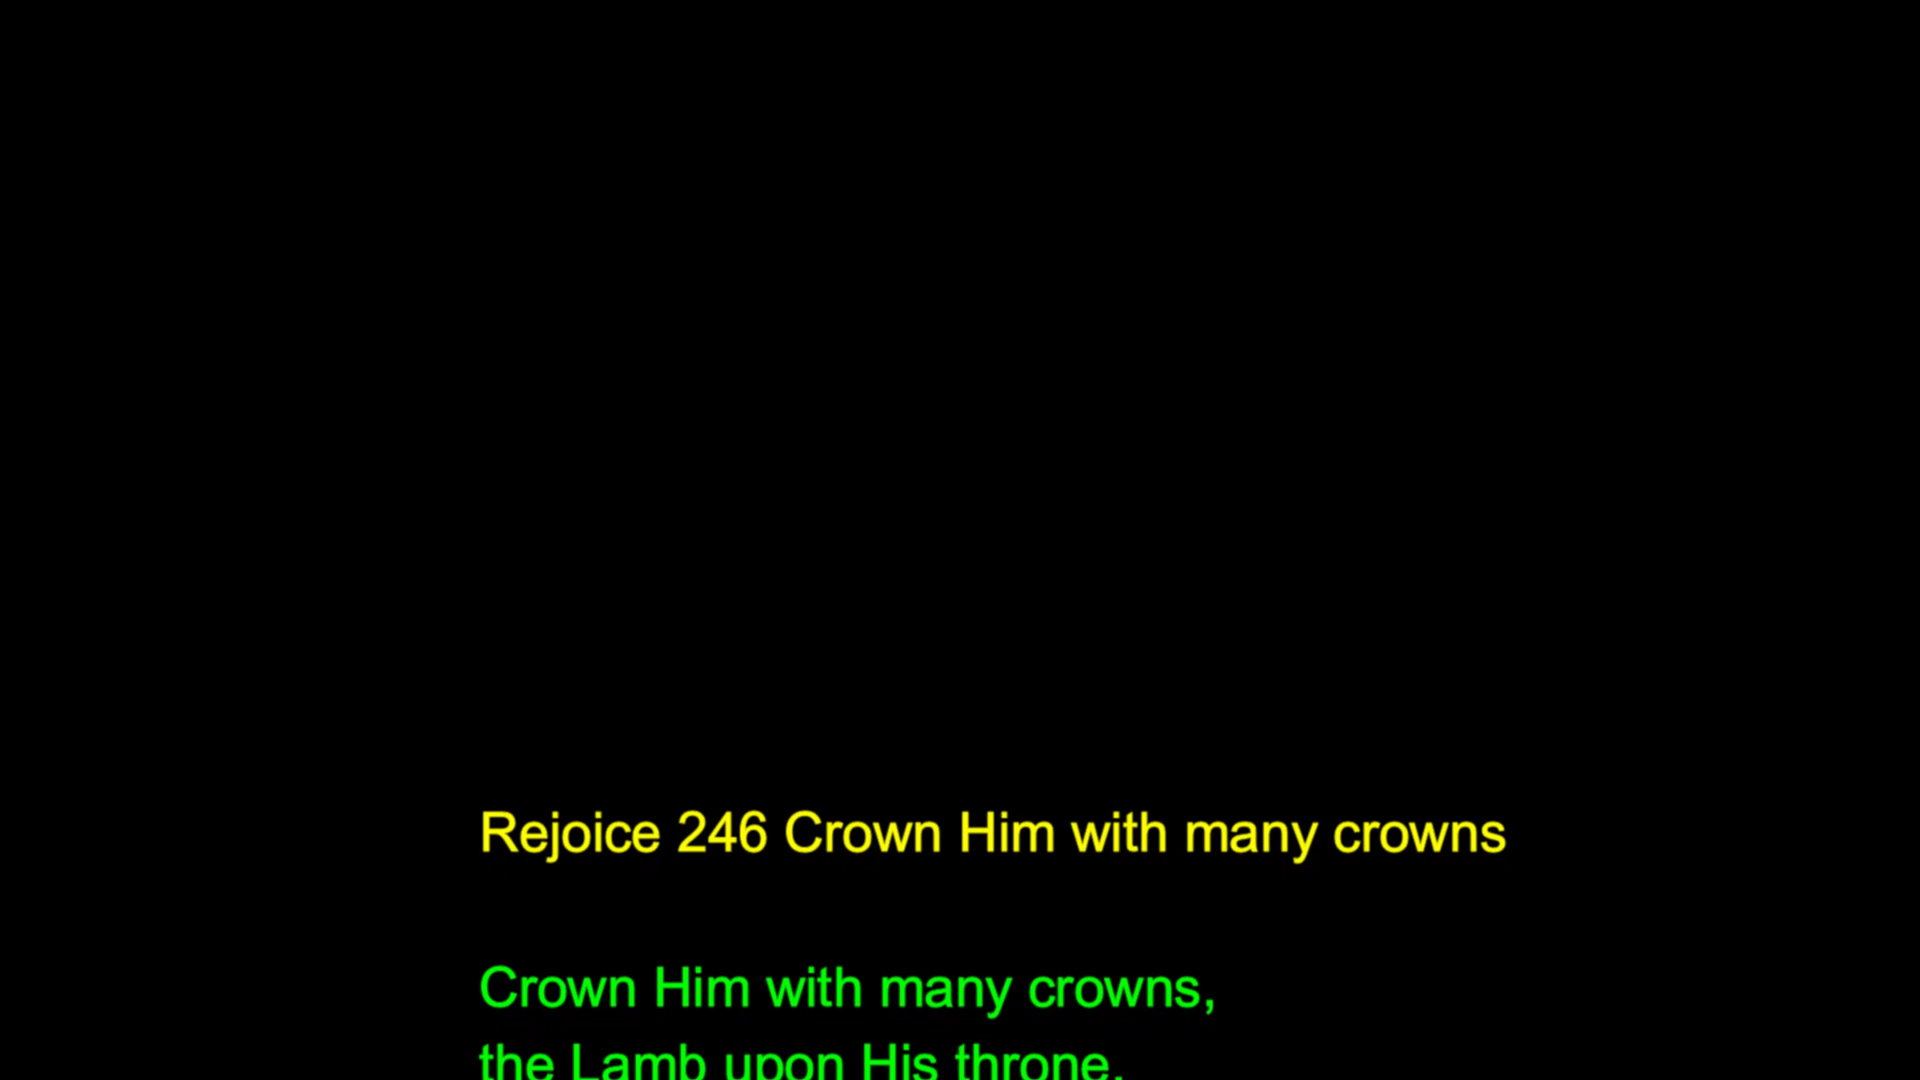 Rejoice 246 Crown Him with many crowns
Crown Him with many crowns,
the Lamb upon His throne.